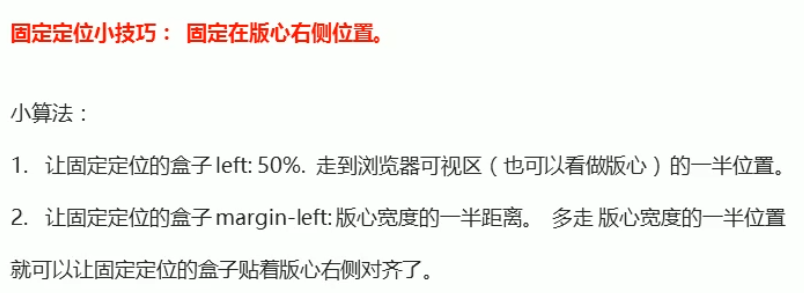 固定定位小技巧： 固定在版心右侧位置。
小算法：
1. 让固定定位的盒子 left: 50%. 走到浏览器可视区（也可以看做版心）的一半位置。
2. 让固定定位的盒子 margin-left: 版心宽度的一半距离。 多走 版心宽度的一半位置
就可以让固定定位的盒子贴着版心右侧对齐了。